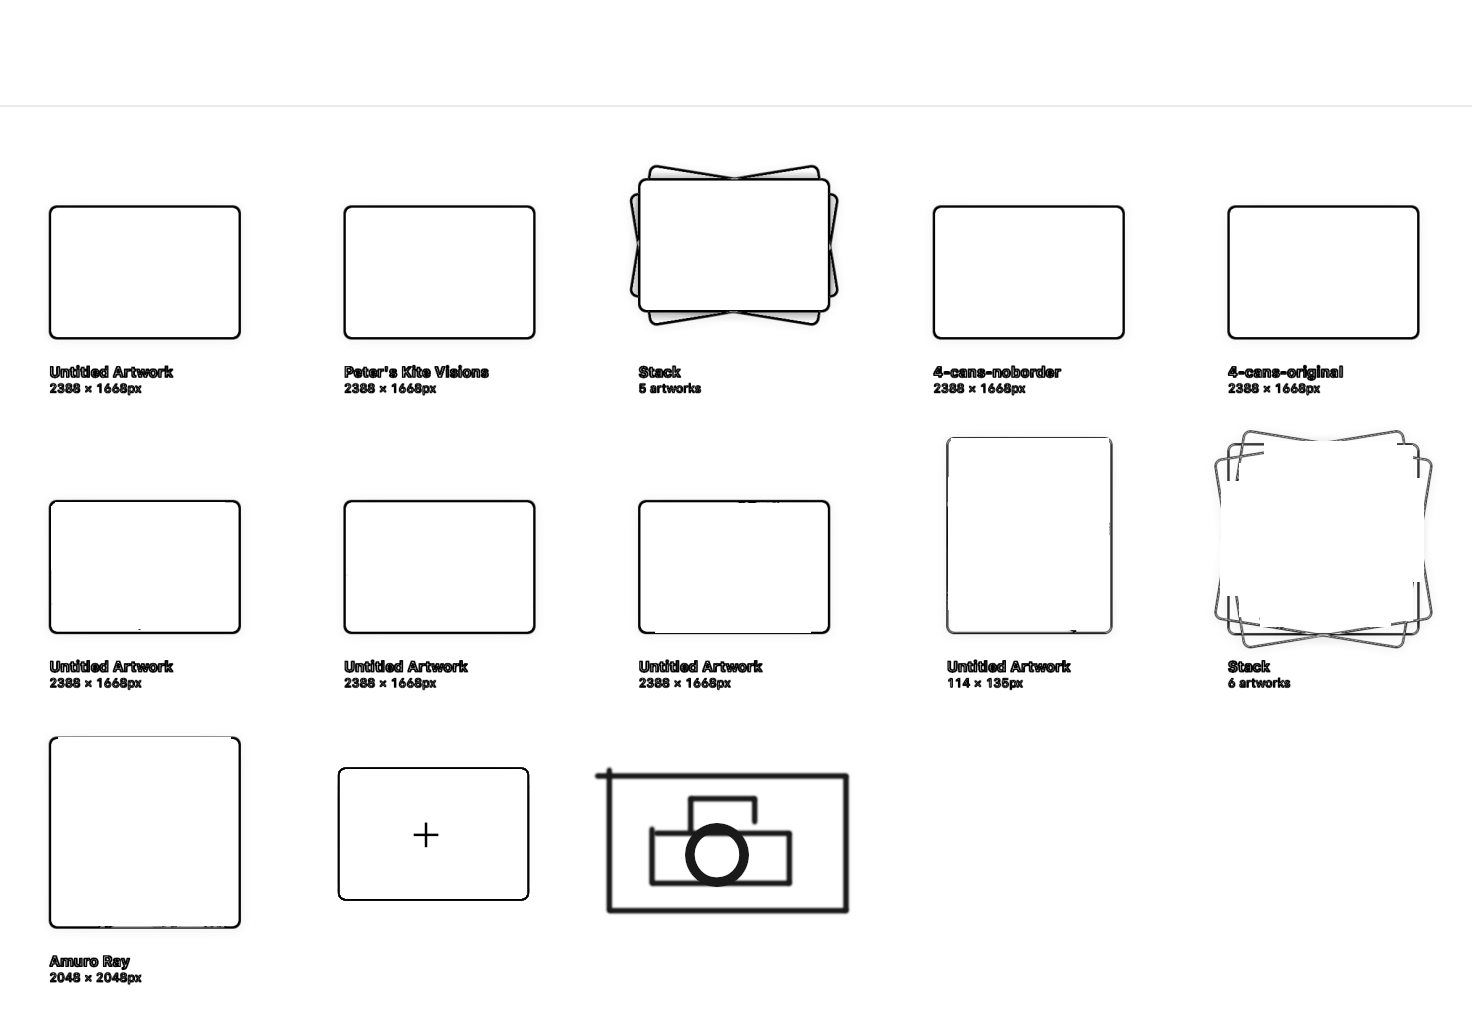 Untitled Artwork
2388 × 1668px
Peter's Kite Visions
2388 × 1668px
Stack
5 artworks
4-cans-noborder
2388 × 1668px
4-cans-original
2388 × 1668px
Untitled Artwork
2388 × 1668px
Untitled Artwork
2388 × 1668px
Untitled Artwork
2388 × 1668px
Untitled Artwork
114 × 135px
Stack
6 artworks
Amuro Ray
2048 × 2048px